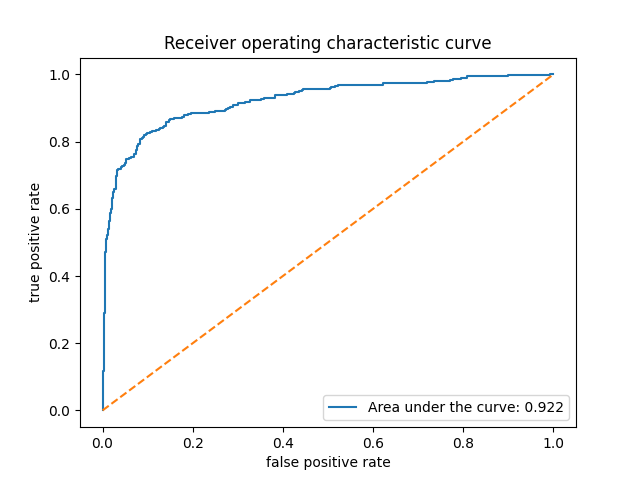 Receiver operating characteristic curve
true positive rate
1.0
0.8
0.6
0.4
0.2
0.0
Area under the curve: 0.922
0.0 0.2 0.4 0.6 0.8 1.0
false positive rate